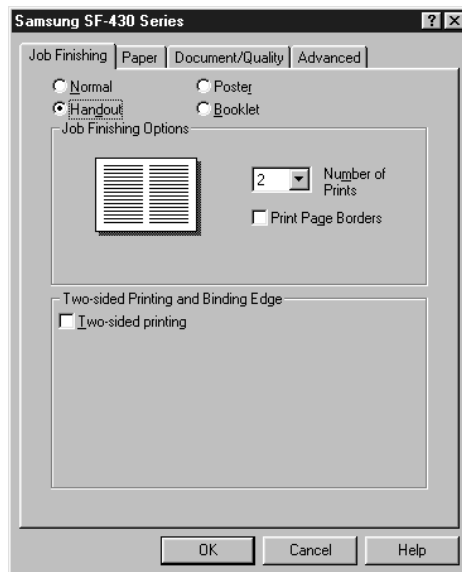 Samsung SF-430 Series
Job Finishing Paper Document/Quality Advanced
Normal Poster
Handout Booklet
Job Finishing Options
2 Number of
Prints
Print Page Borders
Two-sided Printing and Binding Edge
Two-sided printing
OK Cancel Help